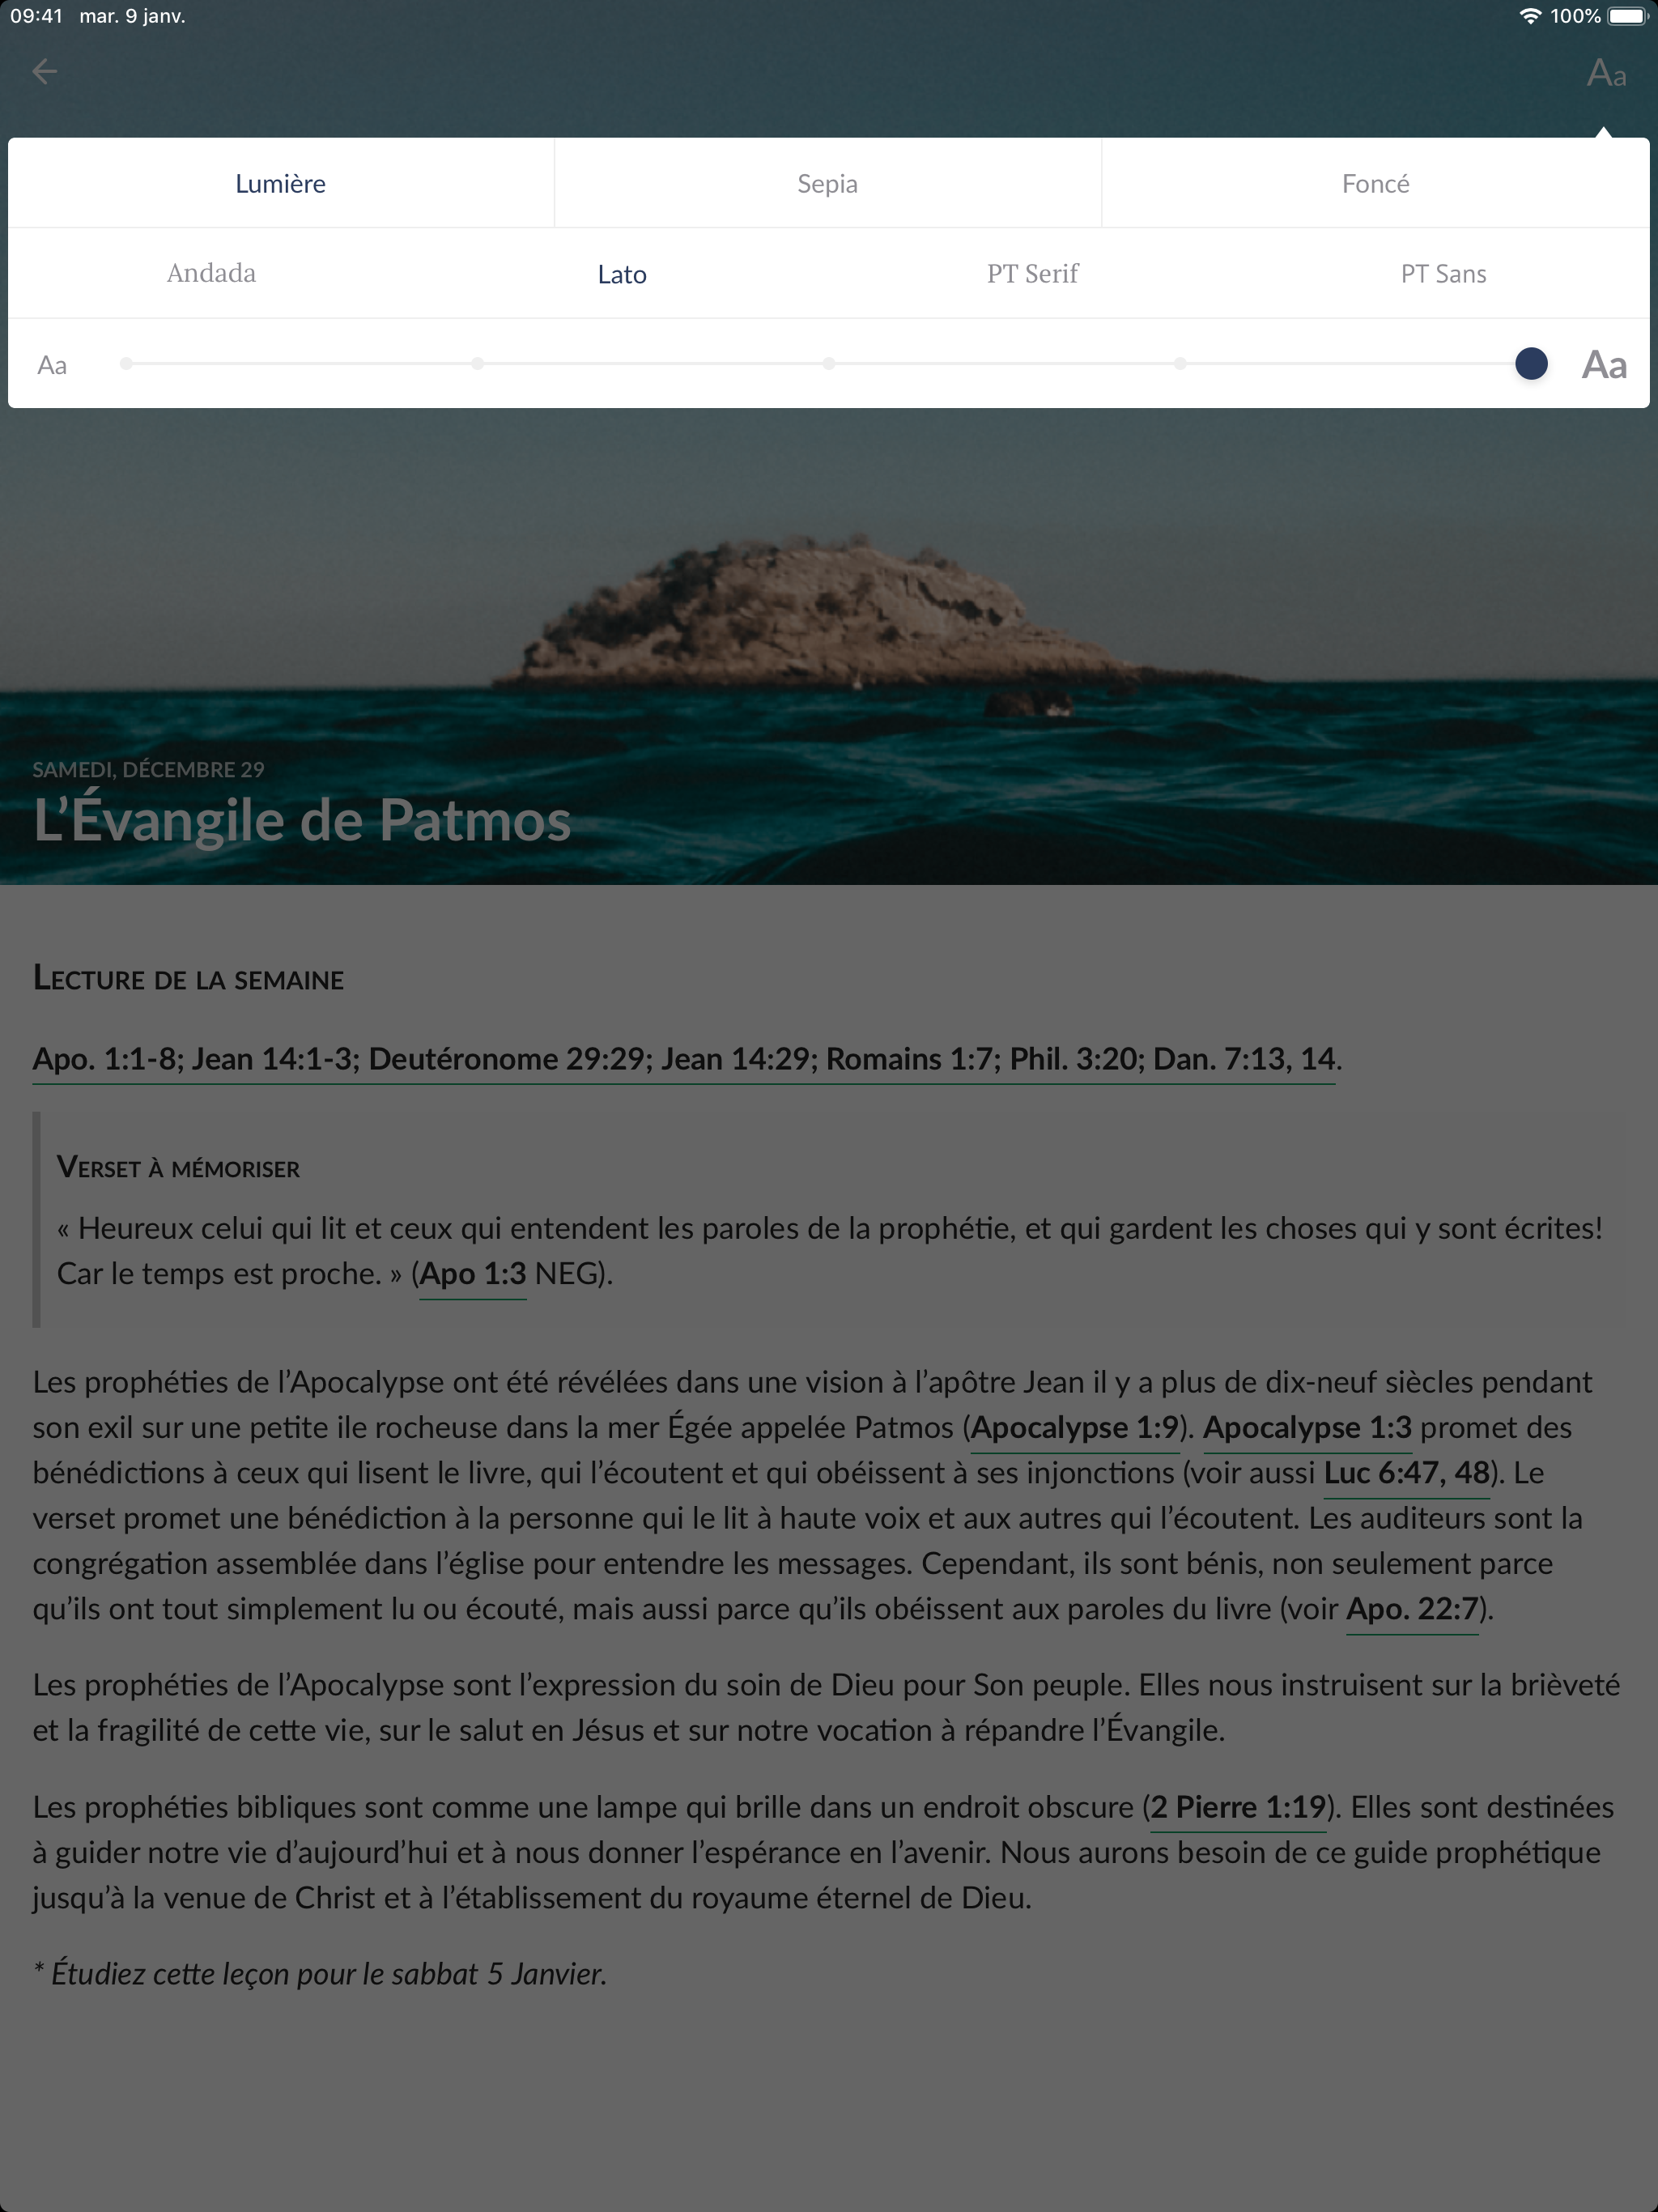 09:41 mar. 9 janv. 100%
Aa
Lumière Sepia Foncé
Andada Lato PT Serif PT Sans
Aa Aa
SAMEDI, DÉCEMBRE 29
L’Évangile de Patmos
Lecture de la semaine
Apo. 1:1-8; Jean 14:1-3; Deutéronome 29:29; Jean 14:29; Romains 1:7; Phil. 3:20; Dan. 7:13, 14.
Verset à mémoriser
« Heureux celui qui lit et ceux qui entendent les paroles de la prophétie, et qui gardent les choses qui y sont écrites!
Car le temps est proche. » (Apo 1:3 NEG).
Les prophéties de l’Apocalypse ont été révélées dans une vision à l’apôtre Jean il y a plus de dix-neuf siècles pendant
son exil sur une petite ile rocheuse dans la mer Égée appelée Patmos (Apocalypse 1:9). Apocalypse 1:3 promet des
bénédictions à ceux qui lisent le livre, qui l’écoutent et qui obéissent à ses injonctions (voir aussi Luc 6:47, 48). Le
verset promet une bénédiction à la personne qui le lit à haute voix et aux autres qui l’écoutent. Les auditeurs sont la
congrégation assemblée dans l’église pour entendre les messages. Cependant, ils sont bénis, non seulement parce
qu’ils ont tout simplement lu ou écouté, mais aussi parce qu’ils obéissent aux paroles du livre (voir Apo. 22:7).
Les prophéties de l’Apocalypse sont l’expression du soin de Dieu pour Son peuple. Elles nous instruisent sur la brièveté
et la fragilité de cette vie, sur le salut en Jésus et sur notre vocation à répandre l’Évangile.
Les prophéties bibliques sont comme une lampe qui brille dans un endroit obscure (2 Pierre 1:19). Elles sont destinées
à guider notre vie d’aujourd’hui et à nous donner l’espérance en l’avenir. Nous aurons besoin de ce guide prophétique
jusqu’à la venue de Christ et à l’établissement du royaume éternel de Dieu.
* Étudiez cette leçon pour le sabbat 5 Janvier.